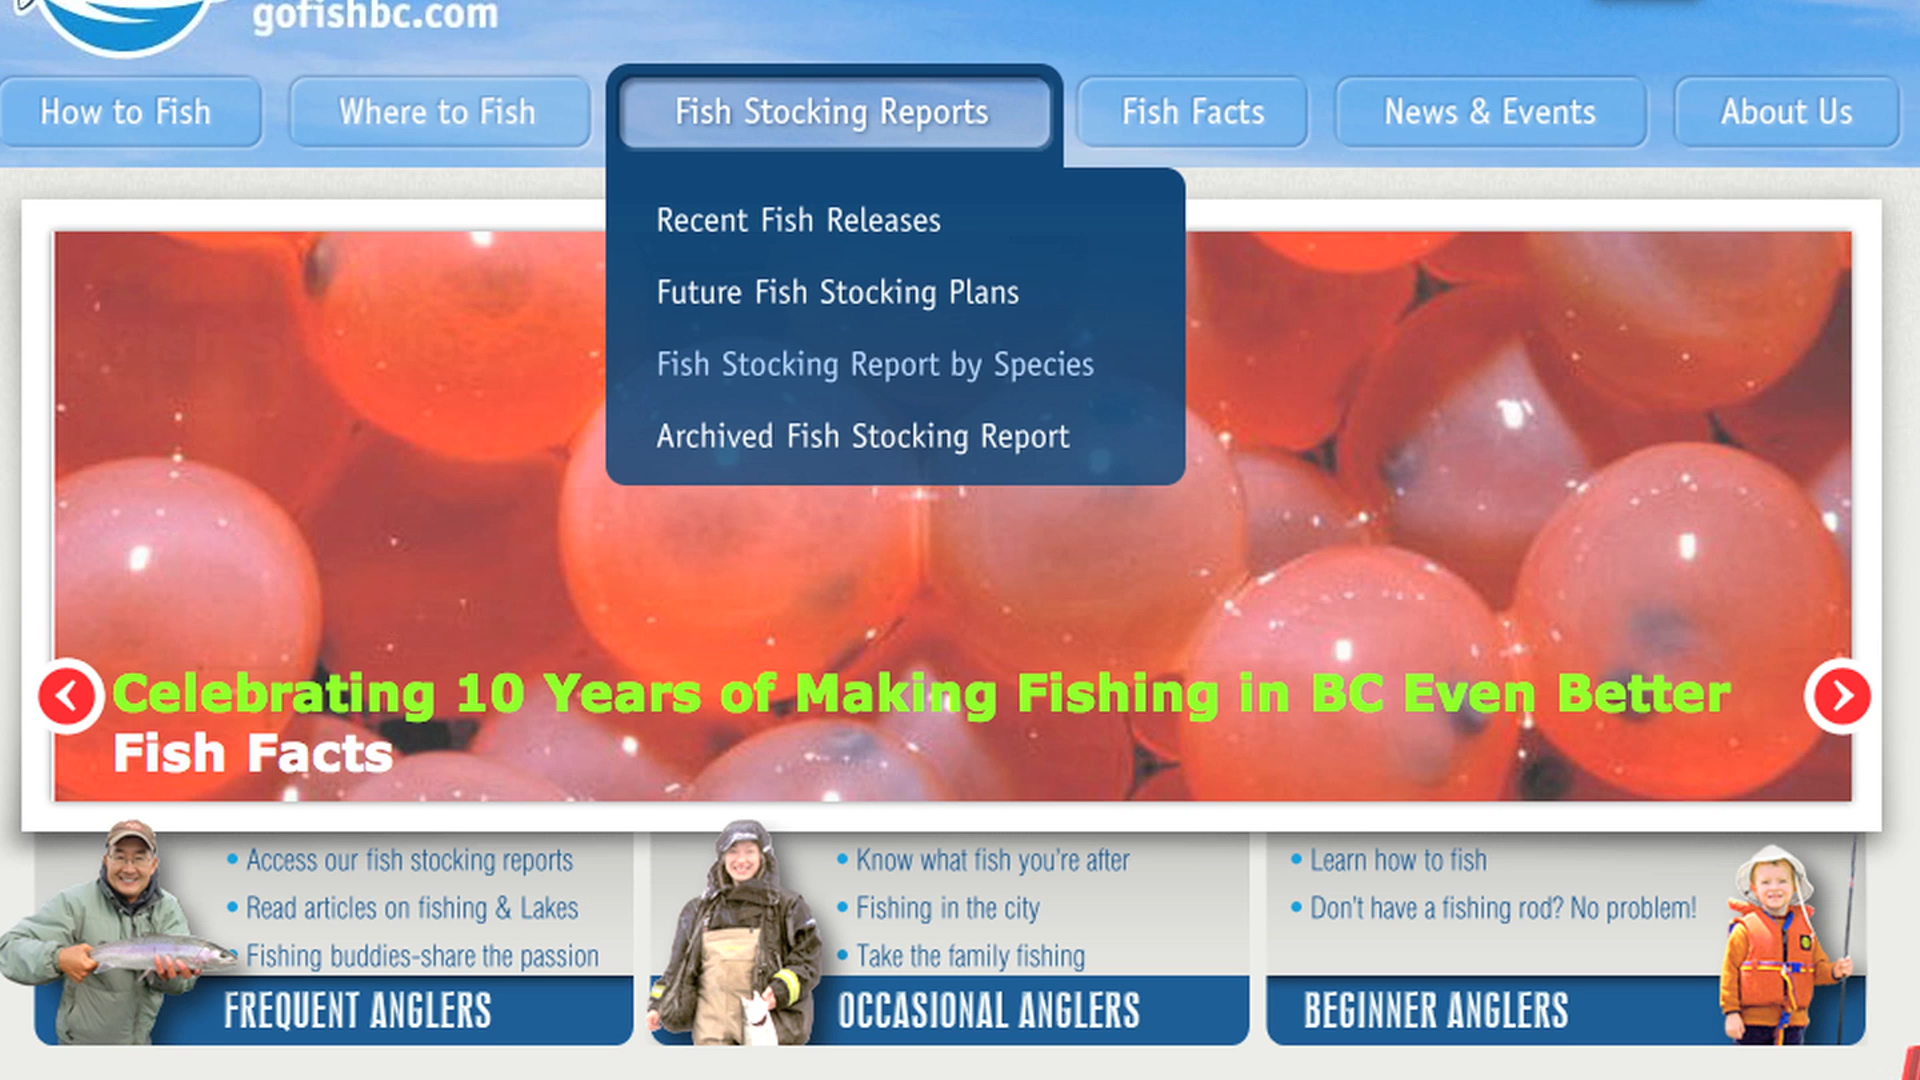 gofishbc.com
How to Fish
Where to Fish
Fish Stocking Reports
Fish Facts
News & Events
About Us
Recent Fish Releases
Future Fish Stocking Plans
Fish Stocking Report by Species
Archived Fish Stocking Report
Celebrating 10 Years of Making Fishing in BC Even Better
Fish Facts
• Access our fish stocking reports
• Read articles on fishing & Lakes
• Fishing buddies-share the passion
FREQUENT ANGLERS
• Know what fish you're after
• Fishing in the city
• Take the family fishing
OCCASIONAL ANGLERS
• Learn how to fish
• Don't have a fishing rod? No problem!
BEGINNER ANGLERS